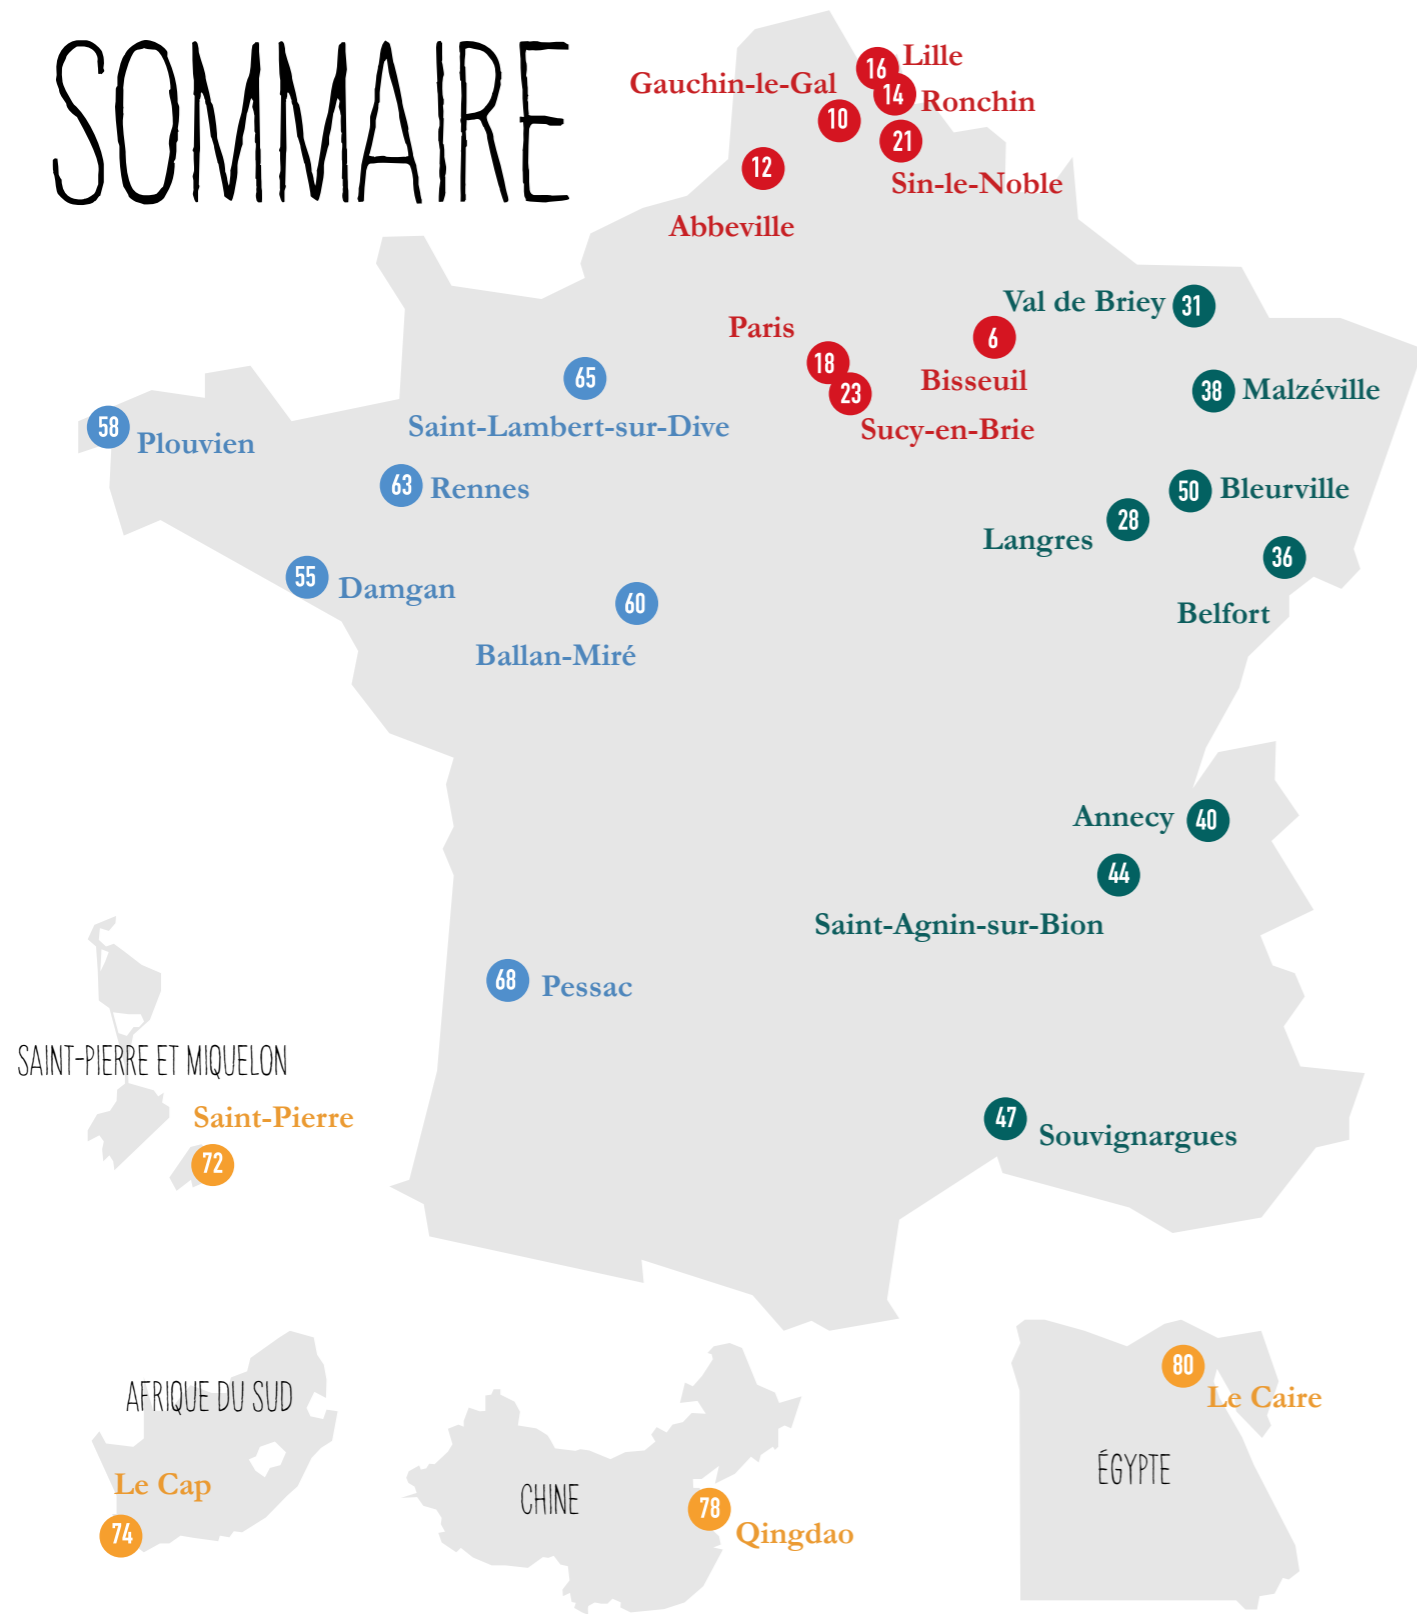 SOMMAIRE
16 Lille
Gauchin-le-Gal
14 Ronchin
10
21
12
Sin-le-Noble
Abbeville
Val de Briey 31
Paris
6
18
Bisseuil
38 Malzéville
65
23
58
Saint-Lambert-sur-Dive
Sucy-en-Brie
Plouvien
63 Rennes
50 Bleurville
28
Langres
36
55
Damgan
60
Belfort
Ballan-Miré
Annecy 40
44
Saint-Agnin-sur-Bion
68 Pessac
SAINT-PIERRE ET MIQUELON
Saint-Pierre
47
Souvignargues
72
80
AFRIQUE DU SUD
Le Caire
ÉGYPTE
Le Cap
CHINE
78
74
Qingdao